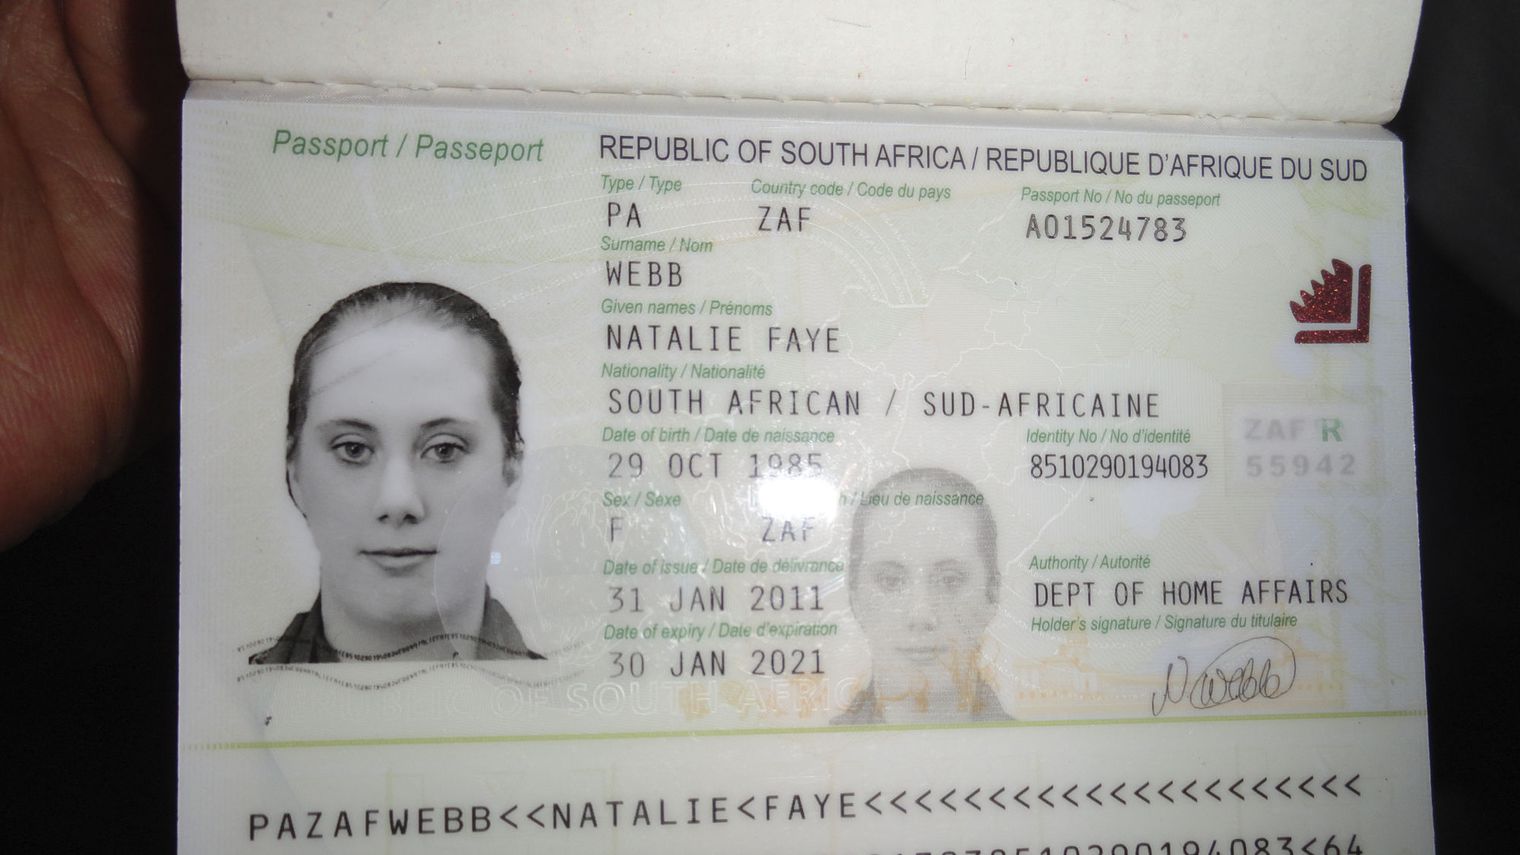 Passport / Passeport
REPUBLIC OF SOUTH AFRICA / REPUBLIQUE D'AFRIQUE DU SUD
Type / Type Country code / Code du pays Passport No / No du passeport
PA ZAF A01524783
Surname / Nom
WEBB
Given names / Prénoms
NATALIE FAYE
Nationality / Nationalité
SOUTH AFRICAN / SUD-AFRICAINE
Date of birth / Date de naissance Identity No / No d'identité
29 OCT 1985 8510290194083
ZAF R
55942
Sex / Sexe / Lieu de naissance
F ZAF
Date of issue / Date de délivrance Authority / Autorité
31 JAN 2011 DEPT OF HOME AFFAIRS
Date of expiry / Date d'expiration Holder's signature / Signature du titulaire
30 JAN 2021 N Webb
OF SOUTH AFRIC
PAZAFWEBB<<NATALIE<FAYE<<<<<<<<<<<<<<<<<<<<<